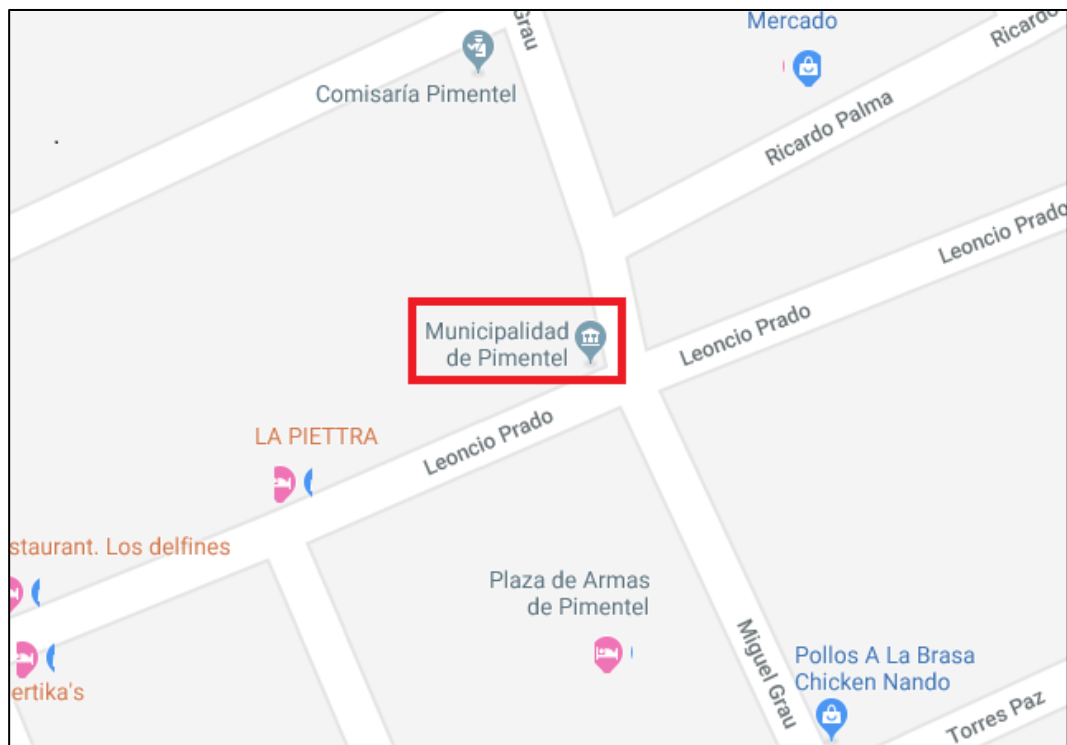 Grau
Mercado
Ricardo
Comisaría Pimentel
Ricardo Palma
Leoncio Prado
Leoncio Prado
Municipalidad
de Pimentel
Leoncio Prado
LA PIETTRA
staurant. Los delfines
Plaza de Armas
de Pimentel
Miguel Grau
Pollos A La Brasa
Chicken Nando
ertika's
Torres Paz